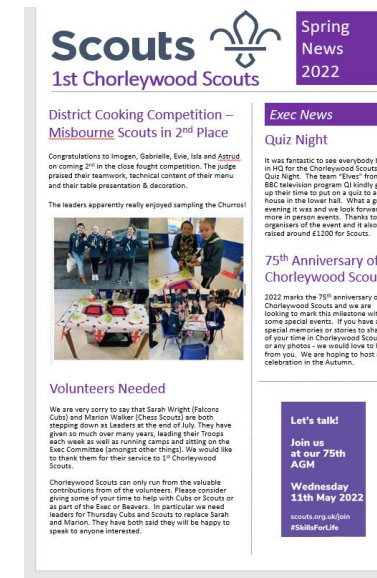 Scouts
1st Chorleywood Scouts
Spring
News
2022
District Cooking Competition –
Misbourne Scouts in 2nd Place
Congratulations to Imogen, Gabrielle, Evie, Isla and Astrud
on coming 2nd in the close fought competition. The judge
praised their teamwork, technical content of their menu
and their table presentation & decoration.
The leaders apparently really enjoyed sampling the Churros!
Volunteers Needed
We are very sorry to say that Sarah Wright (Falcons
Cubs) and Marion Walker (Chess Scouts) are both
stepping down as Leaders at the end of July. They have
given so much over many years, leading their Troops
each week as well as running camps and sitting on the
Exec Committee (amongst other things). We would like
to thank them for their service to 1st Chorleywood
Scouts.
Chorleywood Scouts can only run from the valuable
contributions from of the volunteers. Please consider
giving some of your time to help with Cubs or Scouts or
as part of the Exec or Beavers. In particular we need
leaders for Thursday Cubs and Scouts to replace Sarah
and Marion. They have both said they will be happy to
speak to anyone interested.
Exec News
Quiz Night
It was fantastic to see everybody
in HQ for the Chorleywood Scouts
Quiz Night. The team "Elves" from
BBC television program QI kindly
up their time to put on a quiz to a
house in the lower hall. What a
evening it was and we look forwa
more in person events. Thanks to
organisers of the event and it also
raised around £1200 for Scouts.
75th Anniversary of
Chorleywood Scou
2022 marks the 75th anniversary o
Chorleywood Scouts and we are
looking to mark this milestone wit
some special events. If you have a
special memories or stories to sha
of your time in Chorleywood Scou
or any photos - we would love to
from you. We are hoping to host
celebration in the Autumn.
Let's talk!
Join us
at our 75th
AGM
Wednesday
11th May 2022
scouts.org.uk/join
#SkillsForLife